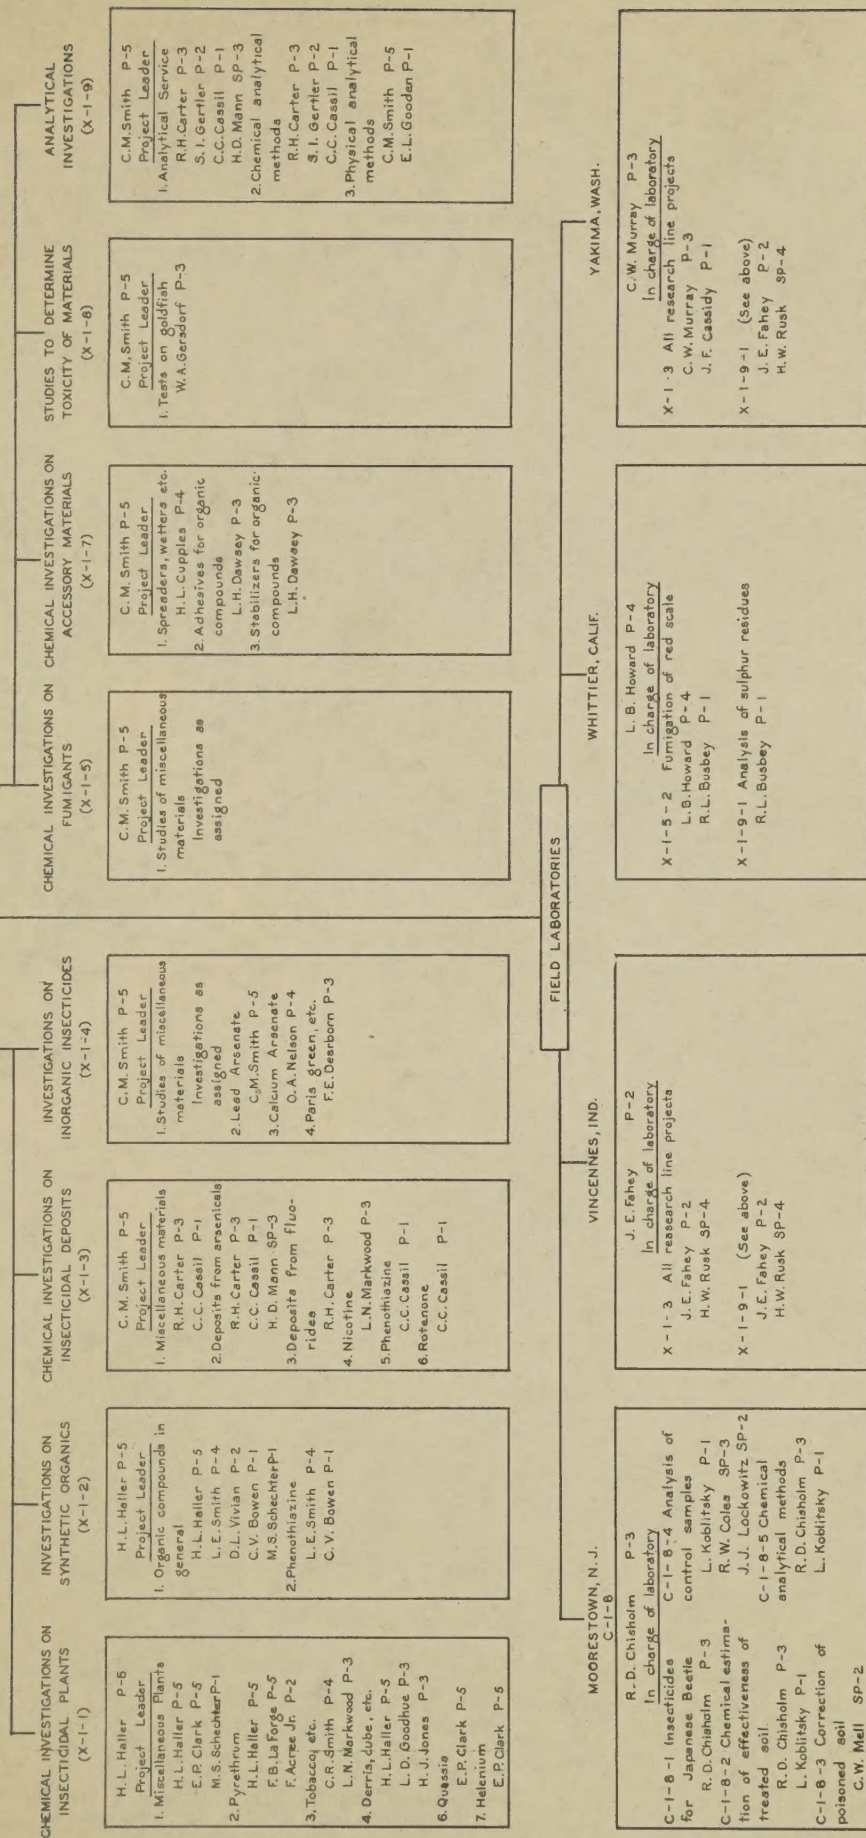 CHEMICAL INVESTIGATIONS ON
INSECTICIDAL PLANTS
(X-1-1)
H.L. Haller P-5
Project Leader
1. Miscellaneous Plants
H.L. Haller P-5
E.P. Clark P-5
M.S. Schechter P-1
2. Pyrethrum
H.L. Haller P-5
F.B. La Forge P-5
F. Acree Jr. P-2
3. Tobacco, etc.
C.R. Smith P-4
L.N. Markwood P-3
4. Derris, cube, etc.
H.L. Haller P-5
L.D. Goodhue P-3
H.J. Jones P-3
6. Quassia
E.P. Clark P-5
7. Helenium
E.P. Clark P-5
INVESTIGATIONS ON
SYNTHETIC ORGANICS
(X-1-2)
H.L. Haller P-5
Project Leader
1. Organic compounds in
general
H.L. Haller P-5
L.E. Smith P-4
D.L. Vivian P-2
C.V. Bowen P-1
M.S. Schechter P-1
2. Phenothiazine
L.E. Smith P-4
C.V. Bowen P-1
CHEMICAL INVESTIGATIONS ON
INSECTICIDAL DEPOSITS
(X-1-3)
C.M. Smith P-5
Project Leader
1. Miscellaneous materials
R.H. Carter P-3
C.C. Cassil P-1
2. Deposits from arsenicals
R.H. Carter P-3
C.C. Cassil P-1
H.D. Mann SP-3
3. Deposits from fluo-
rides
R.H. Carter P-3
4. Nicotine
L.N. Markwood P-3
5. Phenothiazine
C.C. Cassil P-1
6. Rotenone
C.C. Cassil P-1
INVESTIGATIONS ON
INORGANIC INSECTICIDES
(X-1-4)
C.M. Smith P-5
Project Leader
1. Studies of miscellaneous
materials
Investigations as
assigned
2. Lead Arsenate
C.M. Smith P-5
3. Calcium Arsenate
O.A. Nelson P-4
4. Paris green, etc.
F.E. Dearborn P-3
CHEMICAL INVESTIGATIONS ON
FUMIGANTS
(X-1-5)
C.M. Smith P-5
Project Leader
1. Studies of miscellaneous
materials
Investigations as
assigned
CHEMICAL INVESTIGATIONS ON
ACCESSORY MATERIALS
(X-1-7)
C.M. Smith P-5
Project Leader
1. Spreaders, wetters etc.
H.L. Cupples P-4
2. Adhesives for organic
compounds
L.H. Dawsey P-3
3. Stabilizers for organic
compounds
L.H. Dawsey P-3
STUDIES TO DETERMINE
TOXICITY OF MATERIALS
(X-1-8)
C.M. Smith P-5
Project Leader
1. Tests on goldfish
W.A. Gersdorf P-3
ANALYTICAL
INVESTIGATIONS
(X-1-9)
C.M. Smith P-5
Project Leader
1. Analytical Service
R.H. Carter P-3
S.I. Gertler P-2
C.C. Cassil P-1
H.D. Mann SP-3
2. Chemical analytical
methods
R.H. Carter P-3
S.I. Gertler P-2
C.C. Cassil P-1
3. Physical analytical
methods
C.M. Smith P-5
E.L. Gooden P-1
FIELD LABORATORIES
MOORESTOWN, N.J.
C-1-8
R.D. Chisholm P-3
In charge of laboratory
C-1-8-1 Insecticides
for Japanese Beetle
R.D. Chisholm P-3
C-1-8-2 Chemical estima-
tion of effectiveness of
treated soil.
R.D. Chisholm P-3
L. Koblitsky P-1
C-1-8-3 Correction of
poisoned soil
C.W. Mell SP-2
C-1-8-4 Analysis of
control samples
L. Koblitsky P-1
R.W. Coles SP-3
J.J. Lockowitz SP-2
C-1-8-5 Chemical
analytical methods
R.D. Chisholm P-3
L. Koblitsky P-1
VINCENNES, IND.
J.E. Fahey P-2
In charge of laboratory
X-1-3 All reasearch line projects
J.E. Fahey P-2
H.W. Rusk SP-4
X-1-9-1 (See above)
J.E. Fahey P-2
H.W. Rusk SP-4
WHITTIER, CALIF.
L.B. Howard P-4
In charge of laboratory
X-1-5-2 Fumigation of red scale
L.B. Howard P-4
R.L. Busbey P-1
X-1-9-1 Analysis of sulphur residues
R.L. Busbey P-1
YAKIMA, WASH.
C.W. Murray P-3
In charge of laboratory
X-1-3 All research line projects
C.W. Murray P-3
J.F. Cassidy P-1
X-1-9-1 (See above)
J.E. Fahey P-2
H.W. Rusk SP-4